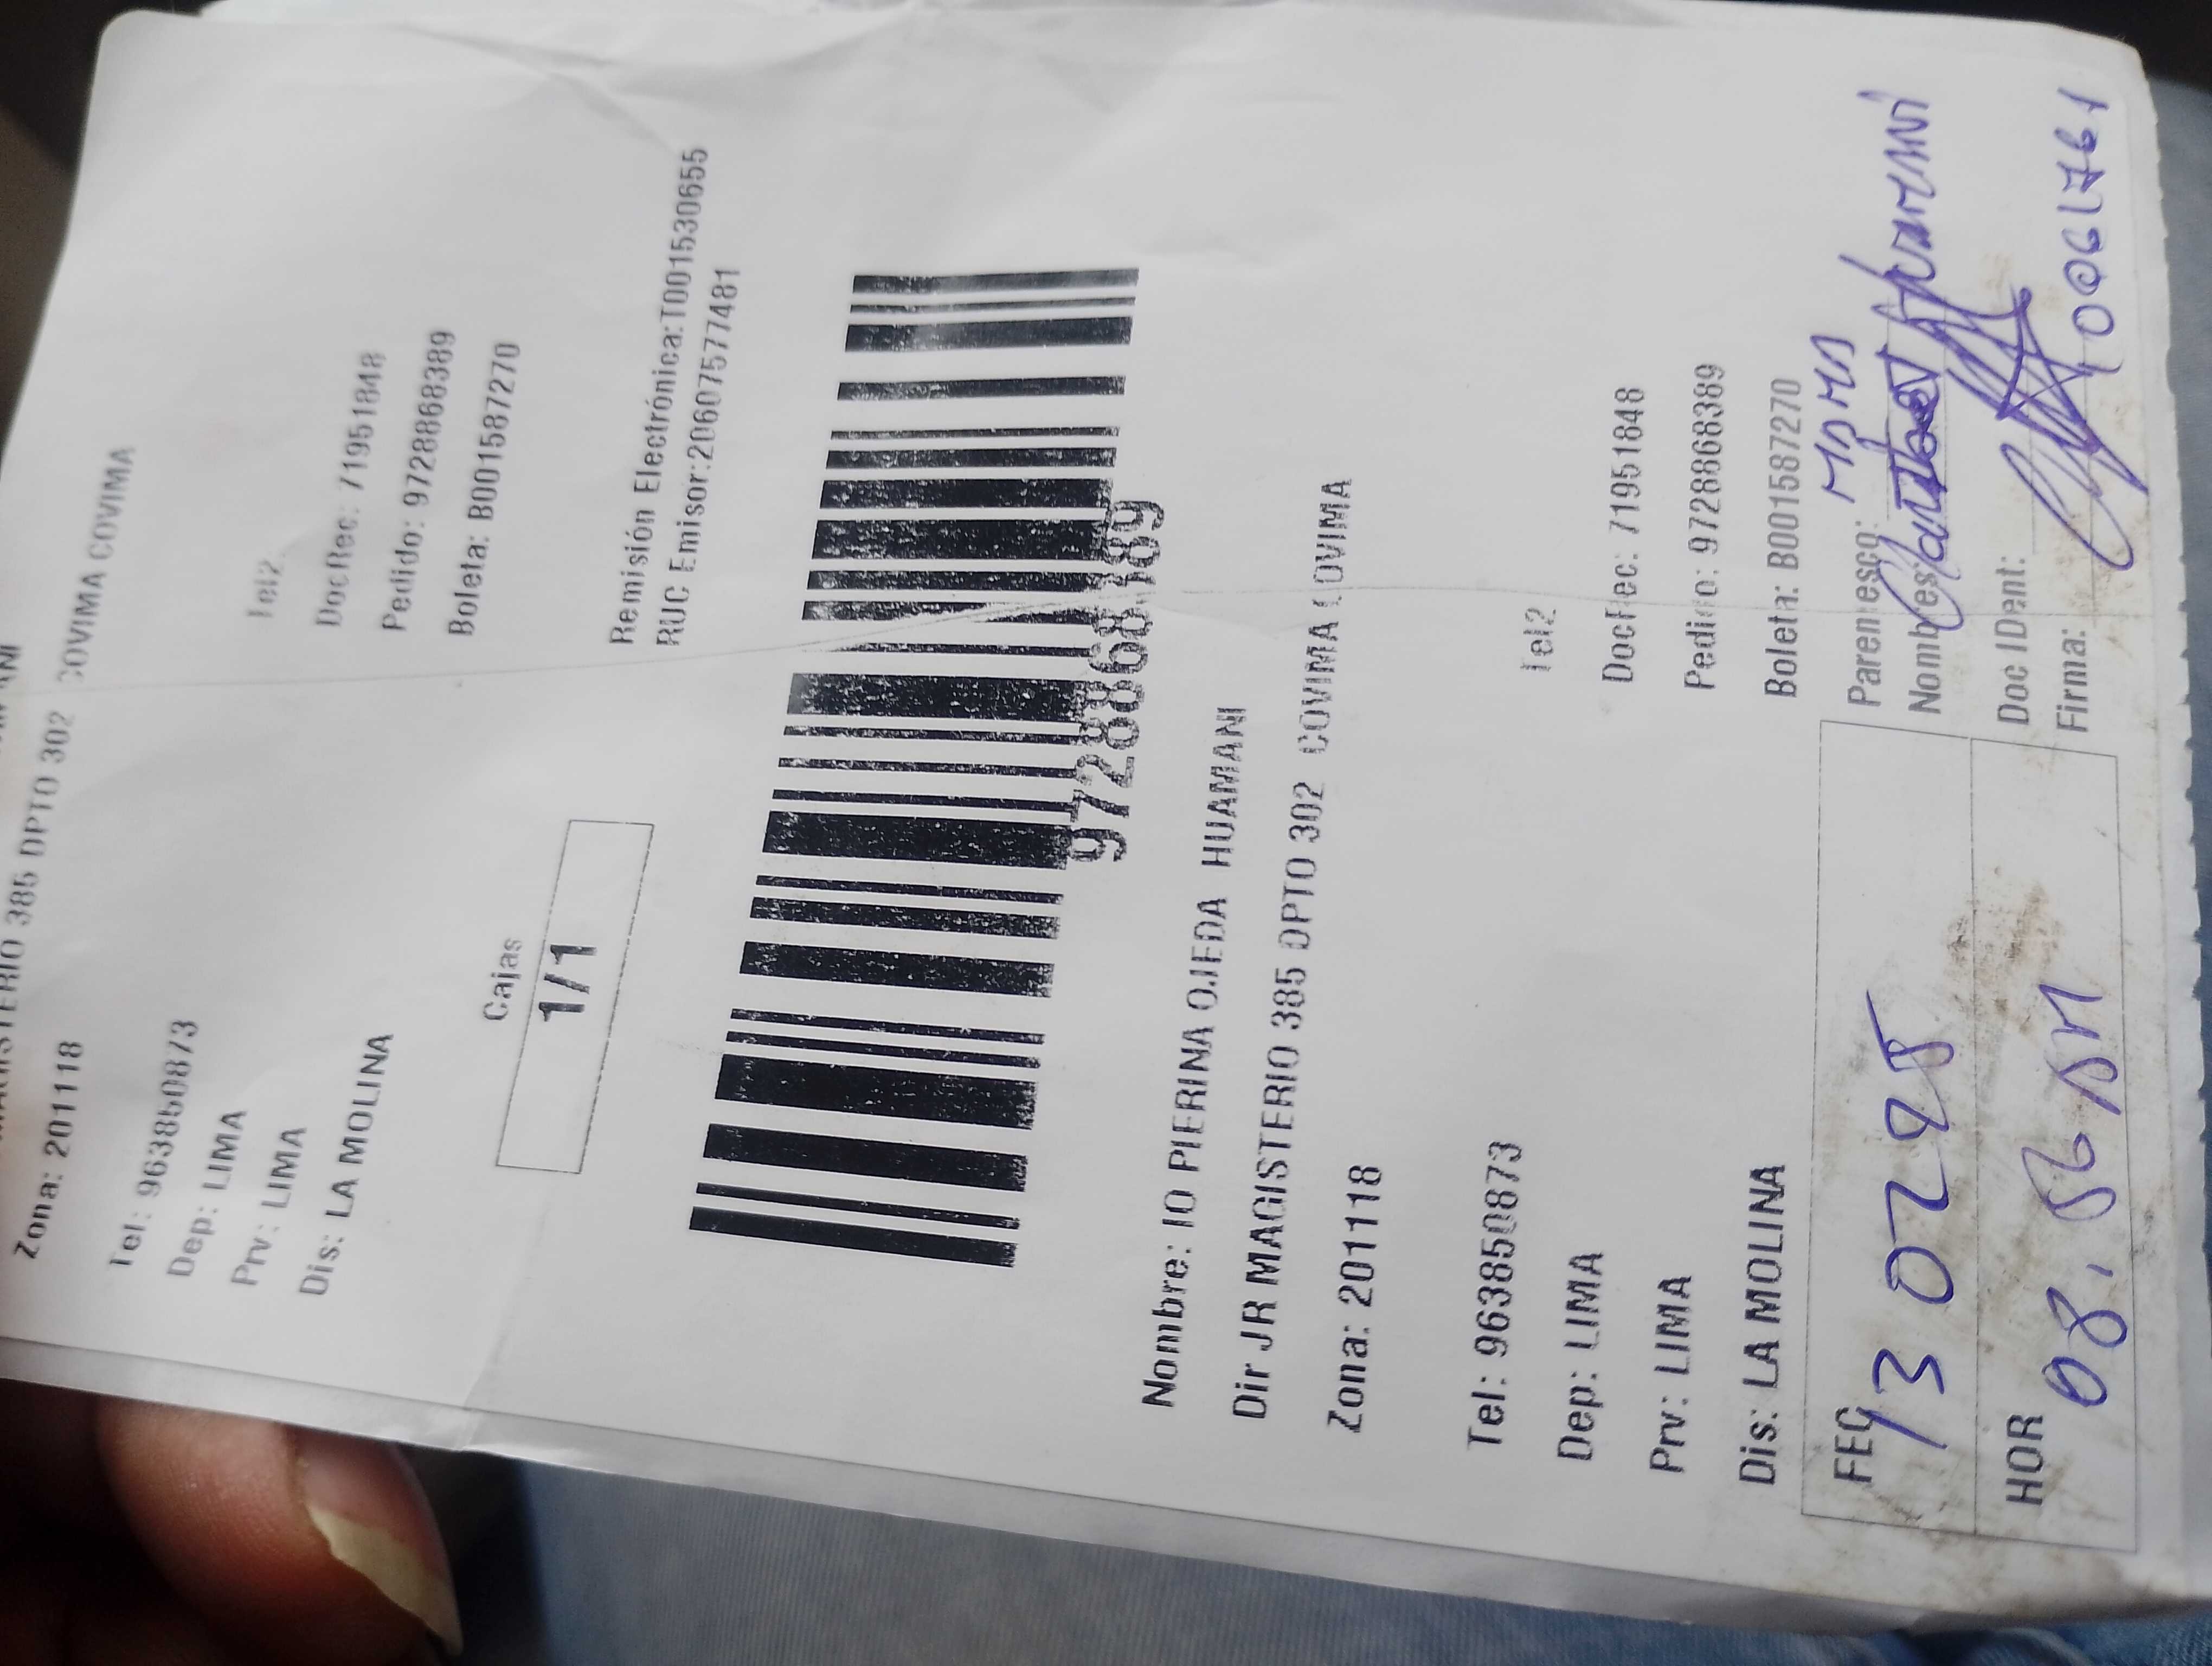 MAGISTERIO 385 DPTO 302 COVIMA COVIMA
Zona: 201118
Tel: 963850873
Tel2
Dep: LIMA
DocRec: 71951848
Prv: LIMA
Pedido: 9728868389
Dis: LA MOLINA
Boleta: B001587270
Cajas
1/1
Remisión Electrónica:T001530655
RUC Emisor:20607577481
9728868389
Nombre: IO PIERINA OJEDA HUAMANI
Dir JR MAGISTERIO 385 DPTO 302 COVIMA COVIMA
Zona: 201118
Tel: 963850873
Tel2
Dep: LIMA
DocRec: 71951848
Prv: LIMA
Pedido: 9728868389
Dis: LA MOLINA
Boleta: B001587270
FEC 13 02 95
Parentesco: MAMA
Nombres: Huamaní
HOR 08.56 AM
Doc IDent:
Firma: